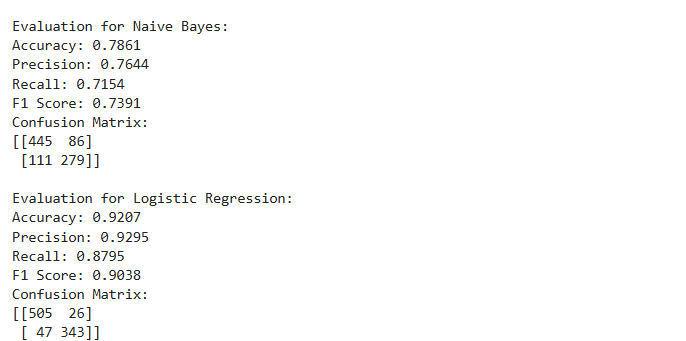 Evaluation for Naive Bayes:
Accuracy: 0.7861
Precision: 0.7644
Recall: 0.7154
F1 Score: 0.7391
Confusion Matrix:
[[445  86]
 [111 279]]
Evaluation for Logistic Regression:
Accuracy: 0.9207
Precision: 0.9295
Recall: 0.8795
F1 Score: 0.9038
Confusion Matrix:
[[505  26]
 [ 47 343]]